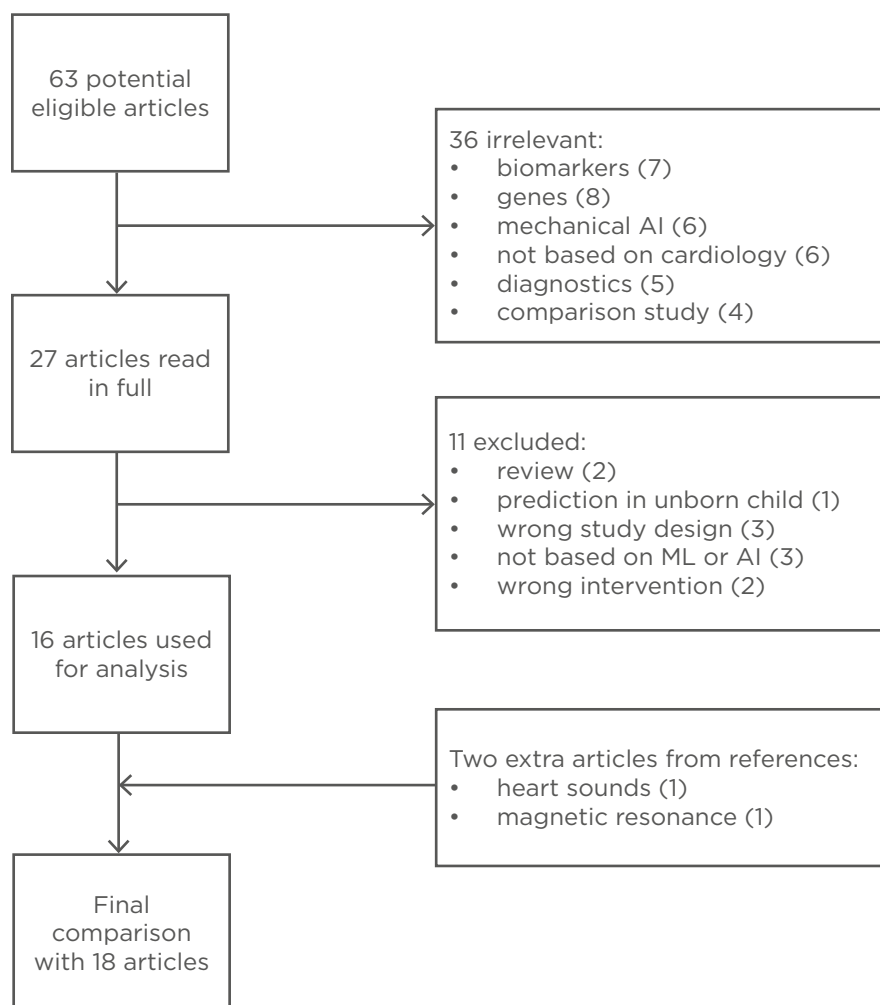 63 potential
eligible articles
36 irrelevant:
• biomarkers (7)
• genes (8)
• mechanical AI (6)
• not based on cardiology (6)
• diagnostics (5)
• comparison study (4)
27 articles read
in full
11 excluded:
• review (2)
• prediction in unborn child (1)
• wrong study design (3)
• not based on ML or AI (3)
• wrong intervention (2)
16 articles used
for analysis
Two extra articles from references:
• heart sounds (1)
• magnetic resonance (1)
Final
comparison
with 18 articles